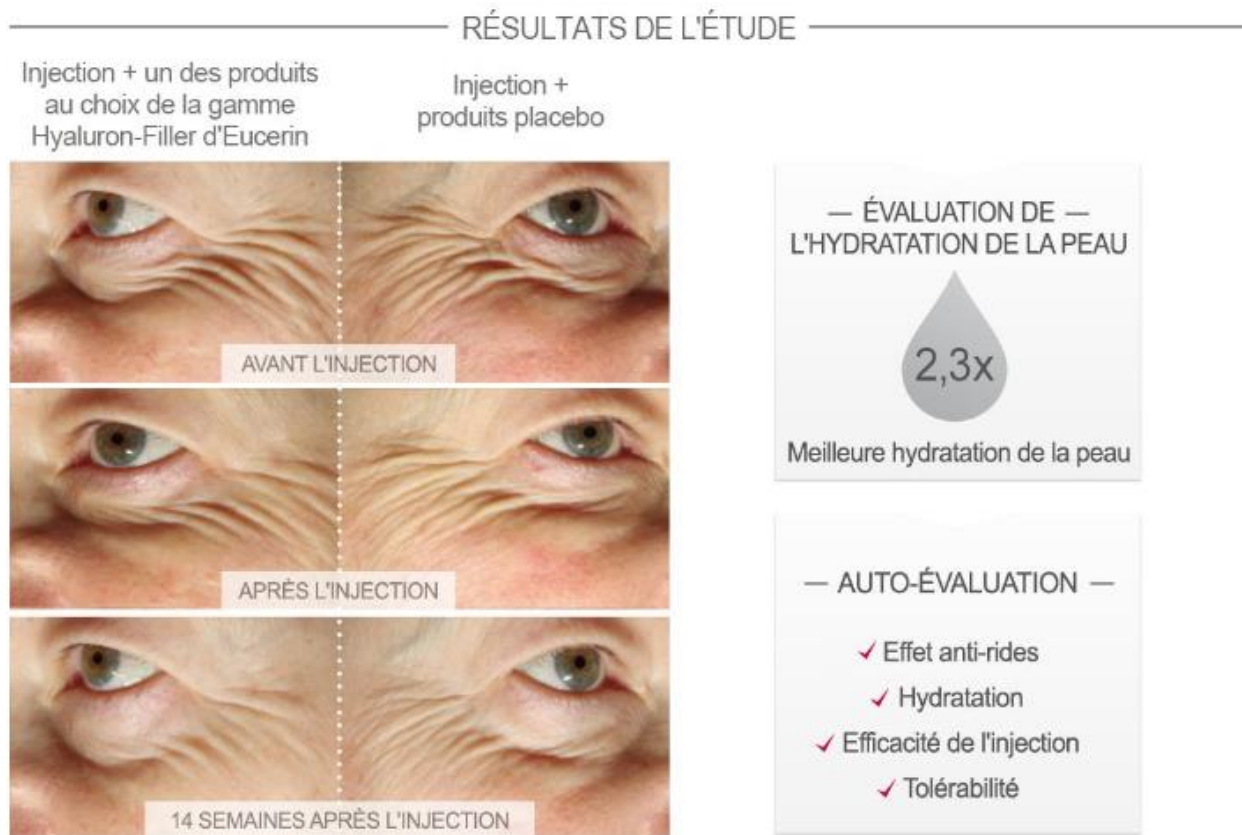 RÉSULTATS DE L'ÉTUDE
Injection + un des produits
au choix de la gamme
Hyaluron-Filler d'Eucerin
Injection +
produits placebo
AVANT L'INJECTION
APRÈS L'INJECTION
14 SEMAINES APRÈS L'INJECTION
— ÉVALUATION DE —
L'HYDRATATION DE LA PEAU
2,3x
Meilleure hydratation de la peau
— AUTO-ÉVALUATION —
✓ Effet anti-rides
✓ Hydratation
✓ Efficacité de l'injection
✓ Tolérabilité